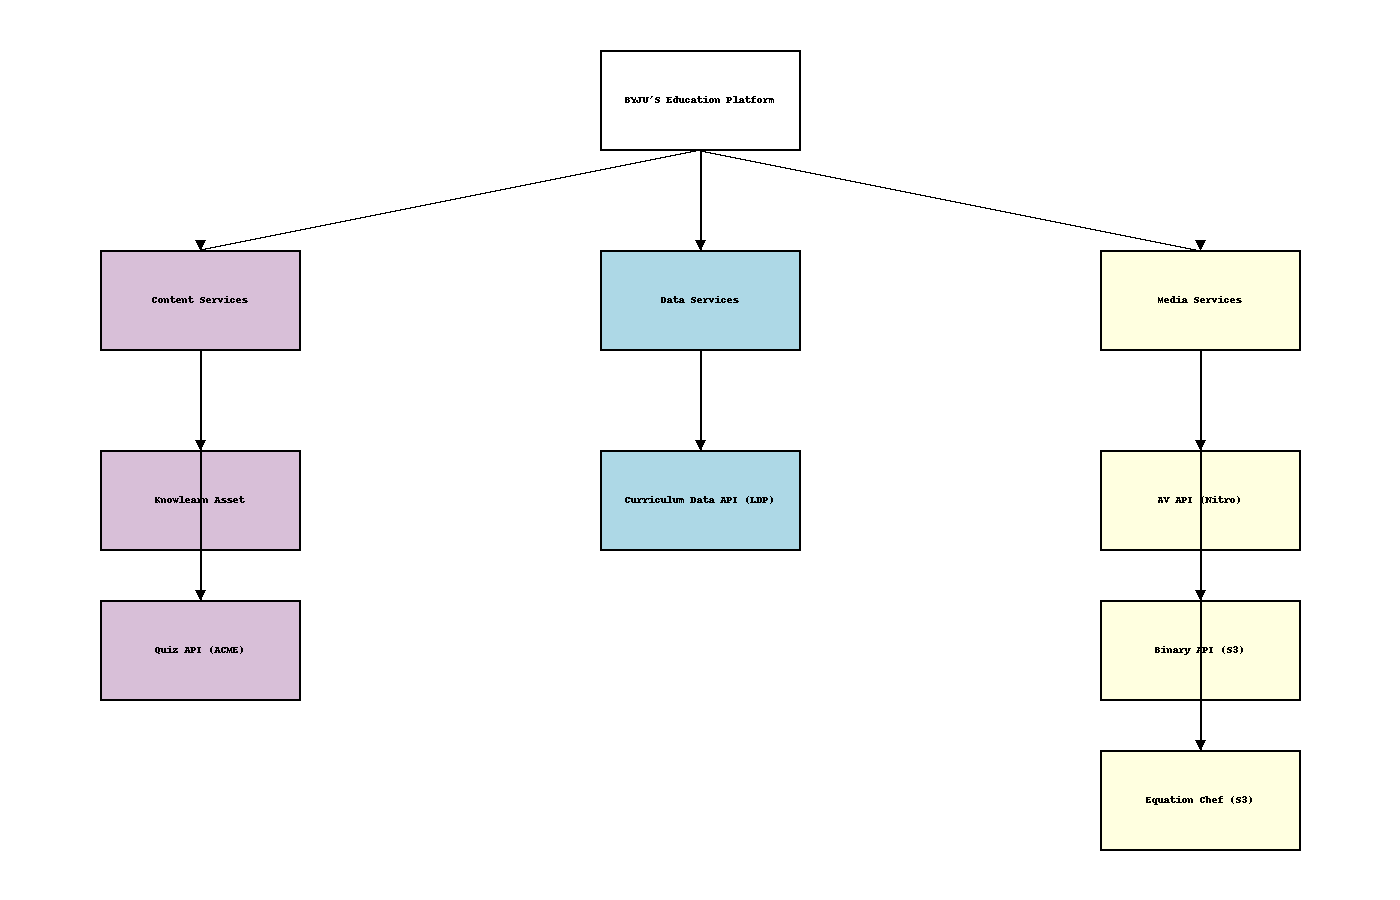 BYJU'S Education Platform
Content Services
Data Services
Media Services
Knowlearn Asset
Curriculum Data API (LDP)
AV API (Nitro)
Quiz API (ACME)
Binary API (S3)
Equation Chef (S3)